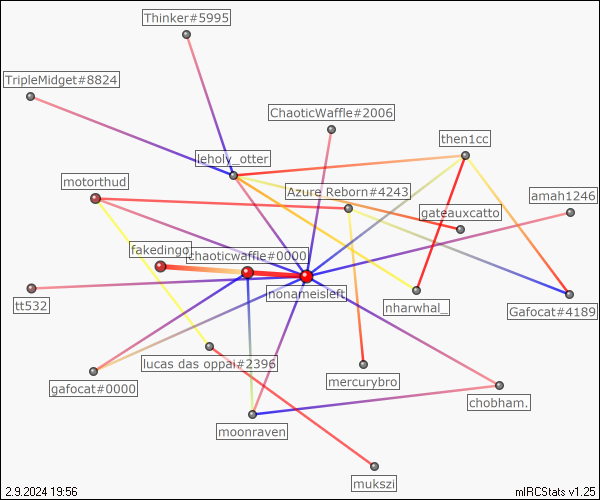 Thinker#5995
TripleMidget#8824
ChaoticWaffle#2006
then1cc
leholy_otter
motorthud
Azure Reborn#4243
amah1246
gateauxcatto
fakedingo
chaoticwaffle#0000
nonameisleft
tt532
nharwhal_
Gafocat#4189
lucas das oppai#2396
gafocat#0000
mercurybro
chobham.
moonraven
mukszi
2.9.2024 19:56
mIRCStats v1.25